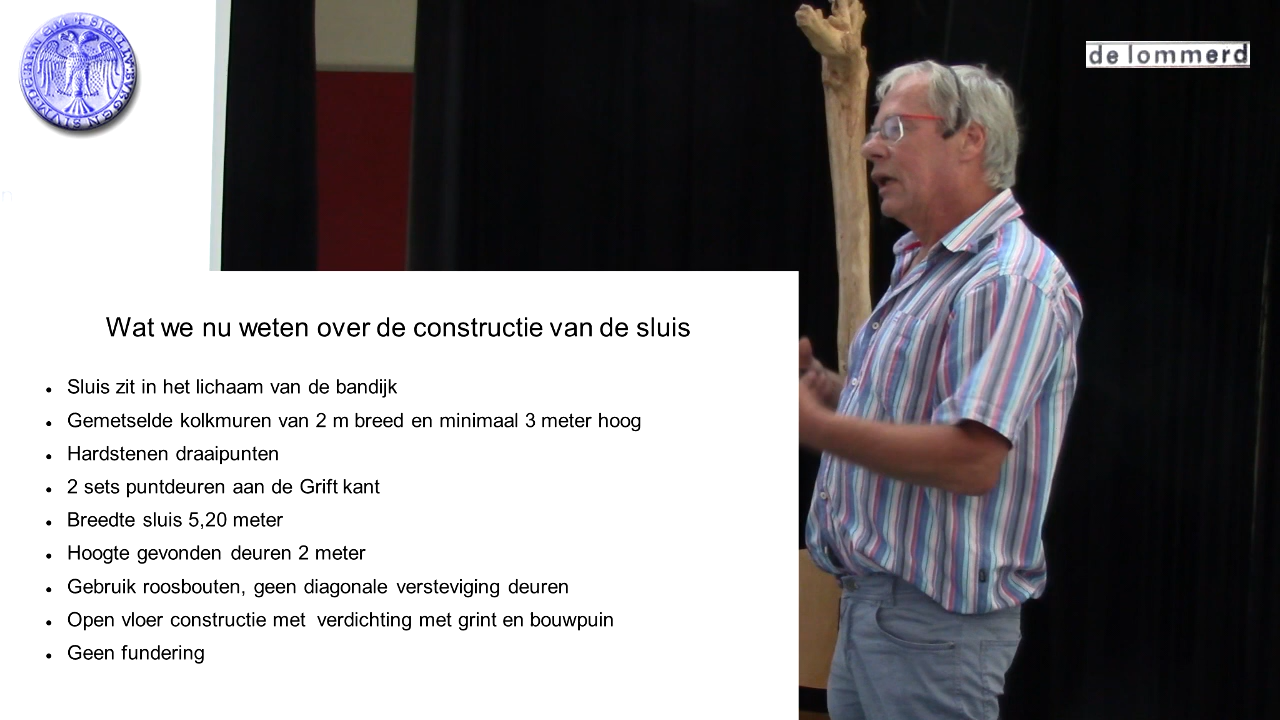 de lommerd
Wat we nu weten over de constructie van de sluis
Sluis zit in het lichaam van de bandijk
Gemetselde kolkmuren van 2 m breed en minimaal 3 meter hoog
Hardstenen draaipunten
2 sets puntdeuren aan de Grift kant
Breedte sluis 5,20 meter
Hoogte gevonden deuren 2 meter
Gebruik roosbouten, geen diagonale versteviging deuren
Open vloer constructie met verdichting met grint en bouwpuin
Geen fundering